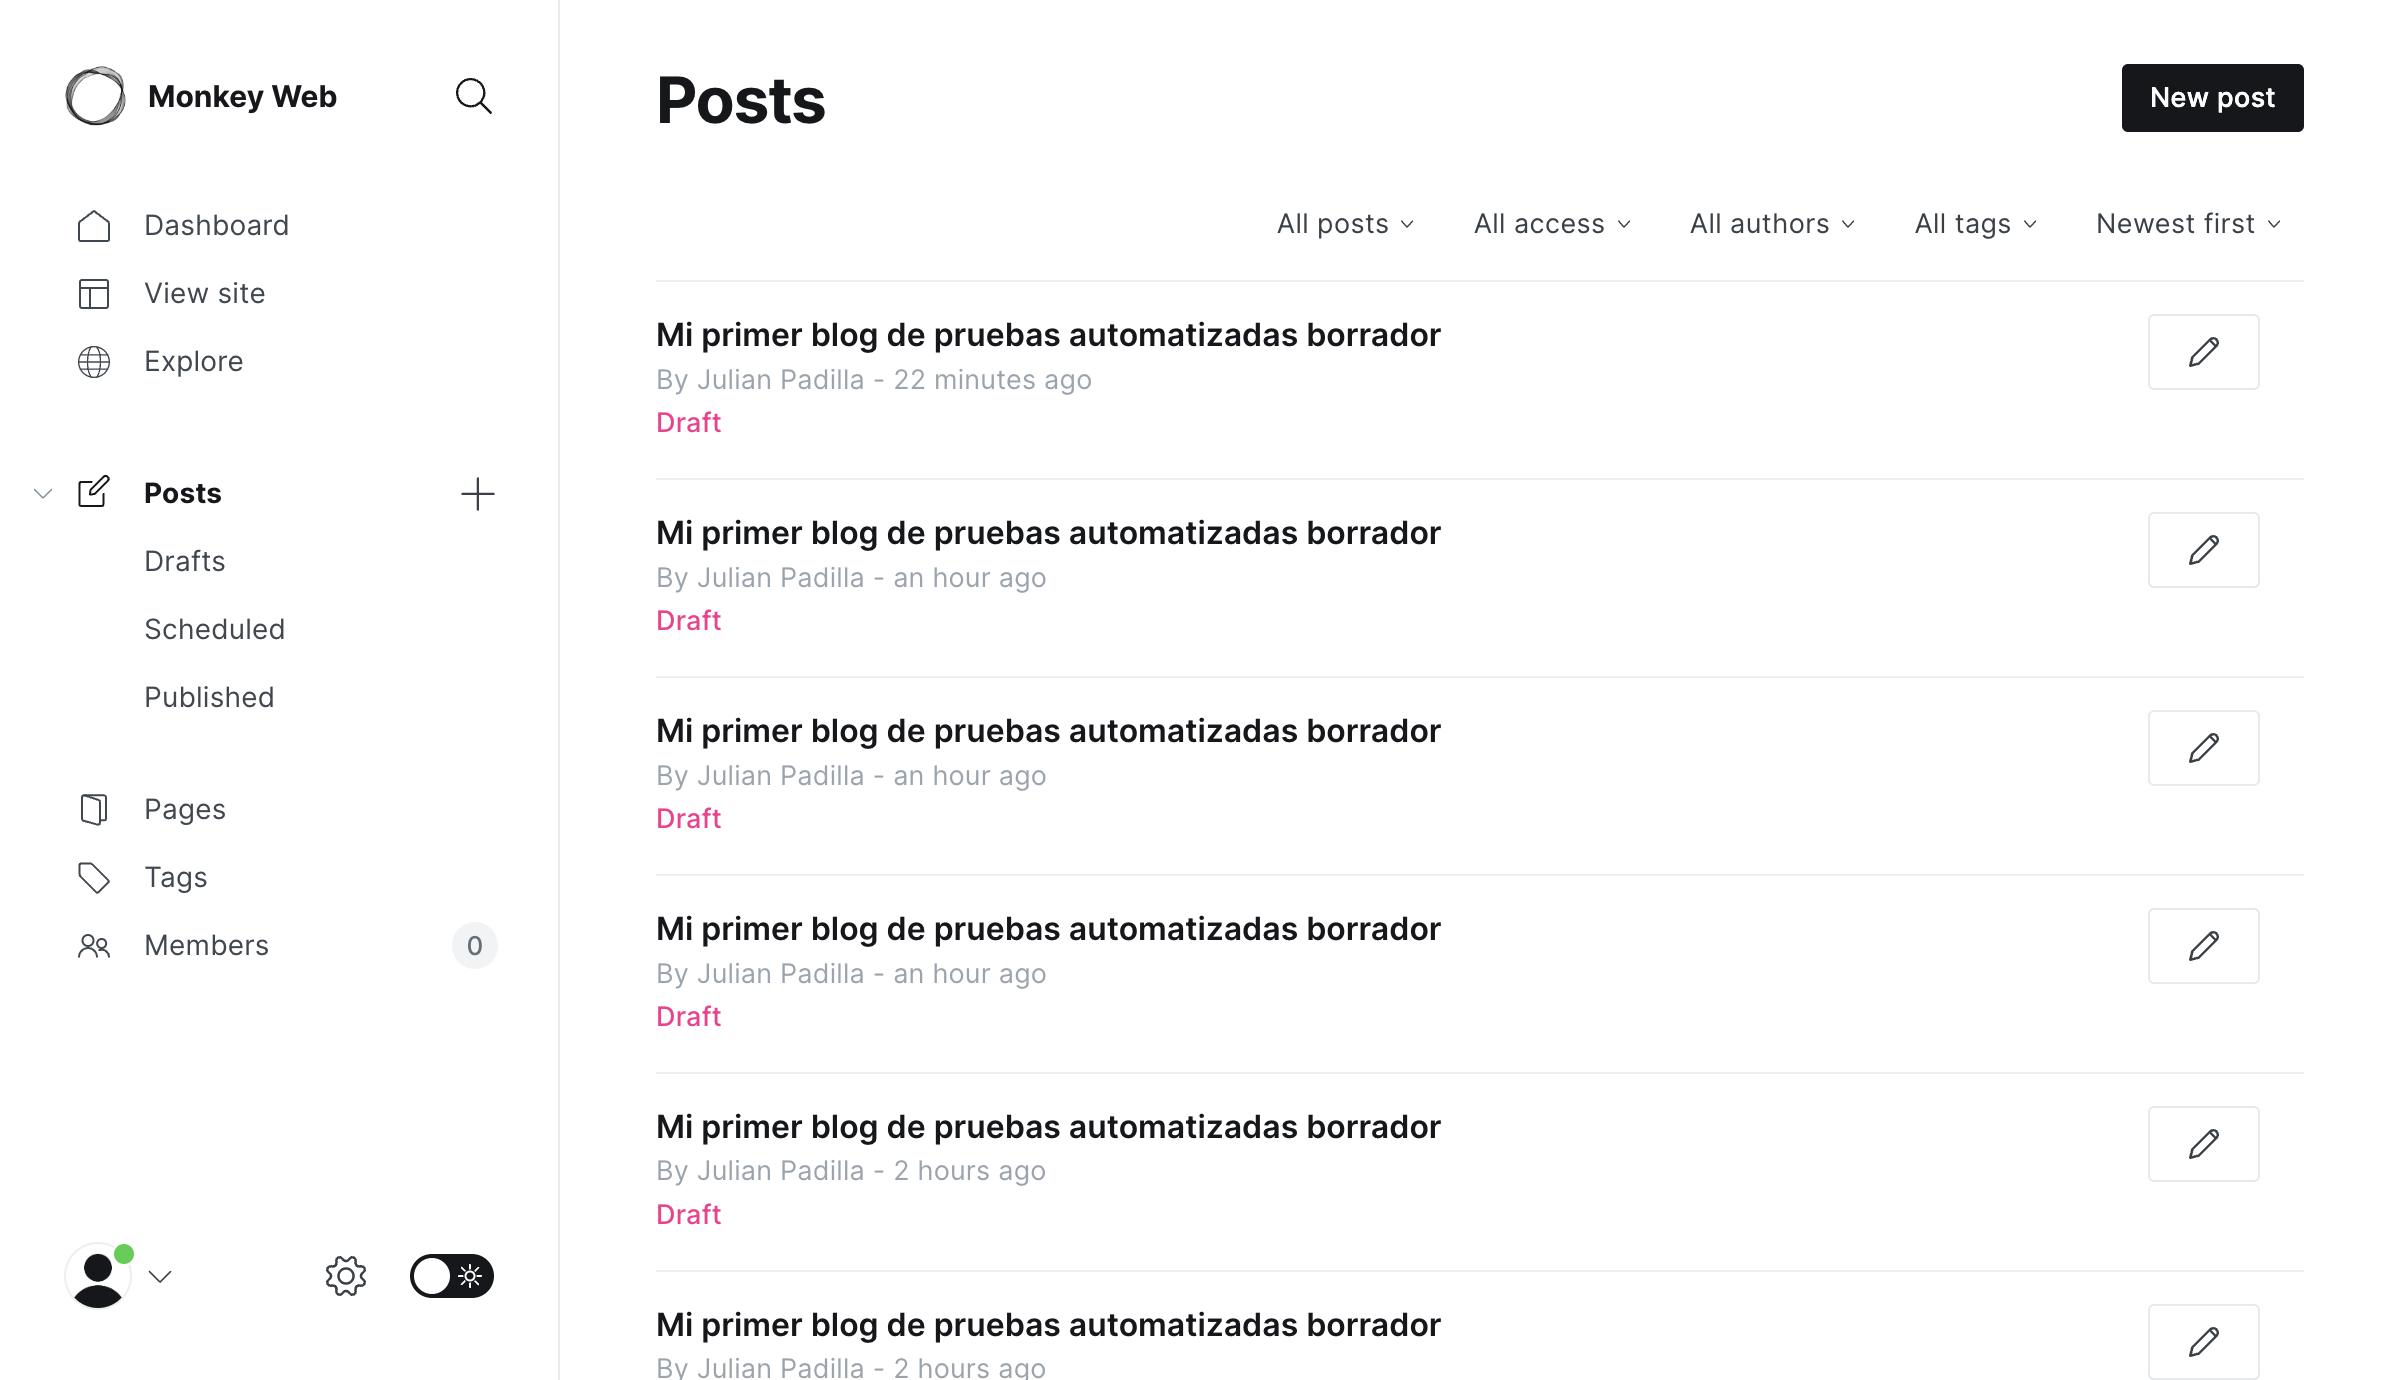 Monkey Web
Dashboard
View site
Explore
Posts
Drafts
Scheduled
Published
Pages
Tags
Members 0
Posts
New post
All posts All access All authors All tags Newest first
Mi primer blog de pruebas automatizadas borrador
By Julian Padilla - 22 minutes ago
Draft
Mi primer blog de pruebas automatizadas borrador
By Julian Padilla - an hour ago
Draft
Mi primer blog de pruebas automatizadas borrador
By Julian Padilla - an hour ago
Draft
Mi primer blog de pruebas automatizadas borrador
By Julian Padilla - an hour ago
Draft
Mi primer blog de pruebas automatizadas borrador
By Julian Padilla - 2 hours ago
Draft
Mi primer blog de pruebas automatizadas borrador
By Julian Padilla - 2 hours ago